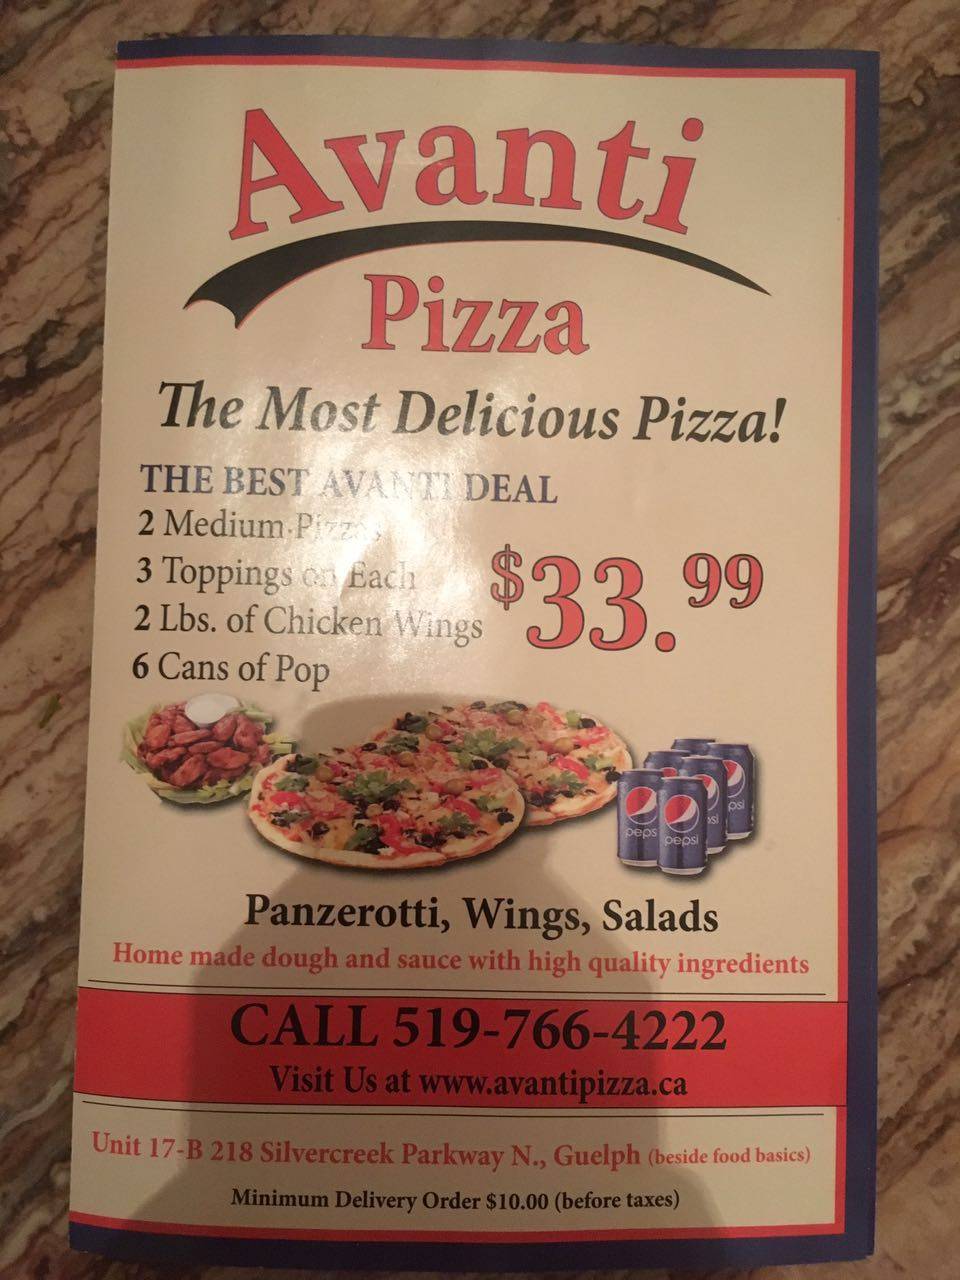 Avanti
Pizza
The Most Delicious Pizza!
THE BEST AVANTI DEAL
2 Medium Pizzas
3 Toppings on Each
2 Lbs. of Chicken Wings
6 Cans of Pop
$33.99
pepsi
pepsi
psi
psi
Panzerotti, Wings, Salads
Home made dough and sauce with high quality ingredients
CALL 519-766-4222
Visit Us at www.avantipizza.ca
Unit 17-B 218 Silvercreek Parkway N., Guelph (beside food basics)
Minimum Delivery Order $10.00 (before taxes)